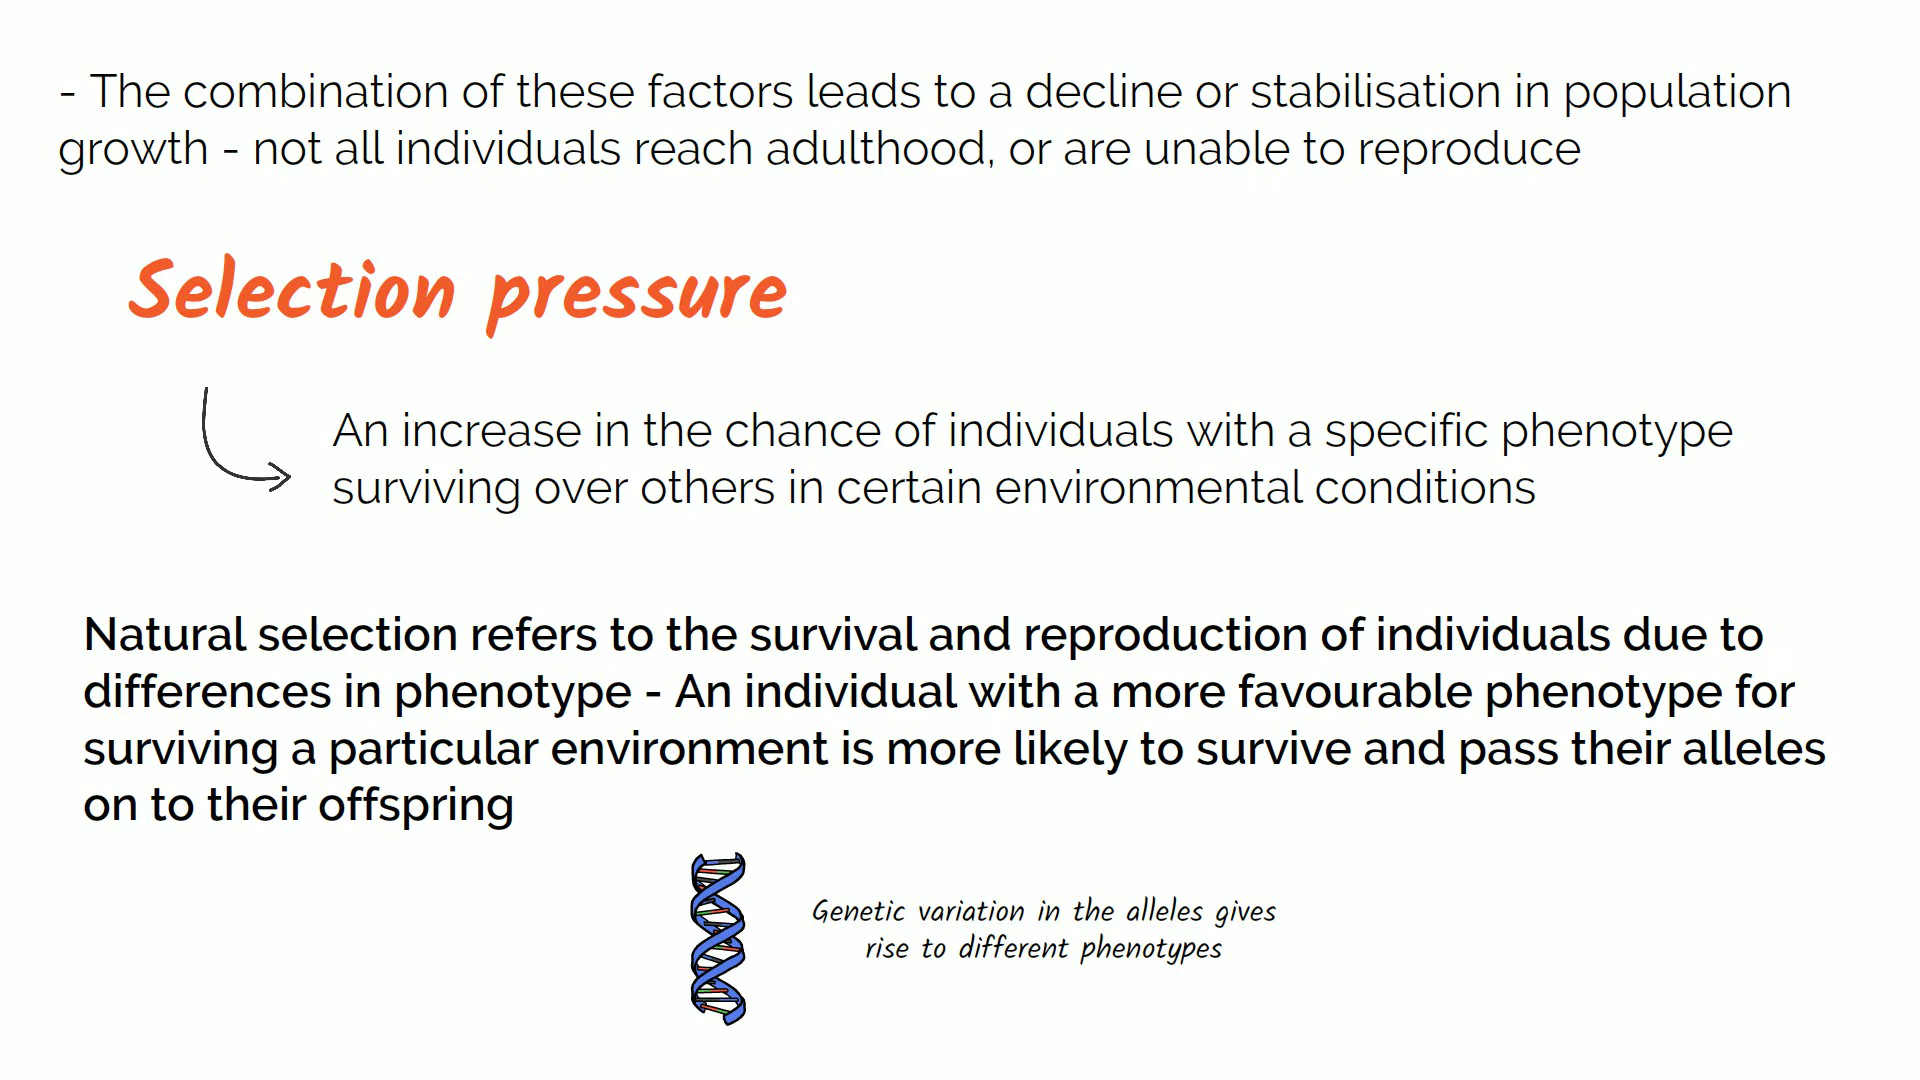 - The combination of these factors leads to a decline or stabilisation in population
growth - not all individuals reach adulthood, or are unable to reproduce
Selection pressure
An increase in the chance of individuals with a specific phenotype
surviving over others in certain environmental conditions
Natural selection refers to the survival and reproduction of individuals due to
differences in phenotype - An individual with a more favourable phenotype for
surviving a particular environment is more likely to survive and pass their alleles
on to their offspring
Genetic variation in the alleles gives
rise to different phenotypes